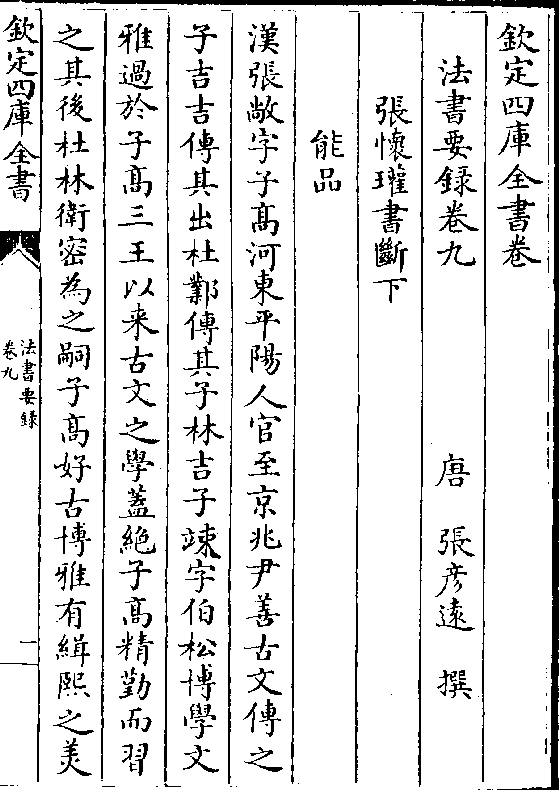 欽定四庫全書卷
法書要録卷九
唐 張彦逺 撰
張懷瓘書斷下
能品
漢張敞字子髙河東平陽人官至京兆尹善古文傳之
子吉吉傳其出杜鄴傳其子林吉子竦字伯松博學文
雅過於子髙三王以来古文之學蓋絶子髙精勤而習
之其後杜林衛宻為之嗣子髙好古博雅有緝熙之美
欽定四庫全書
法書要録
卷九
一